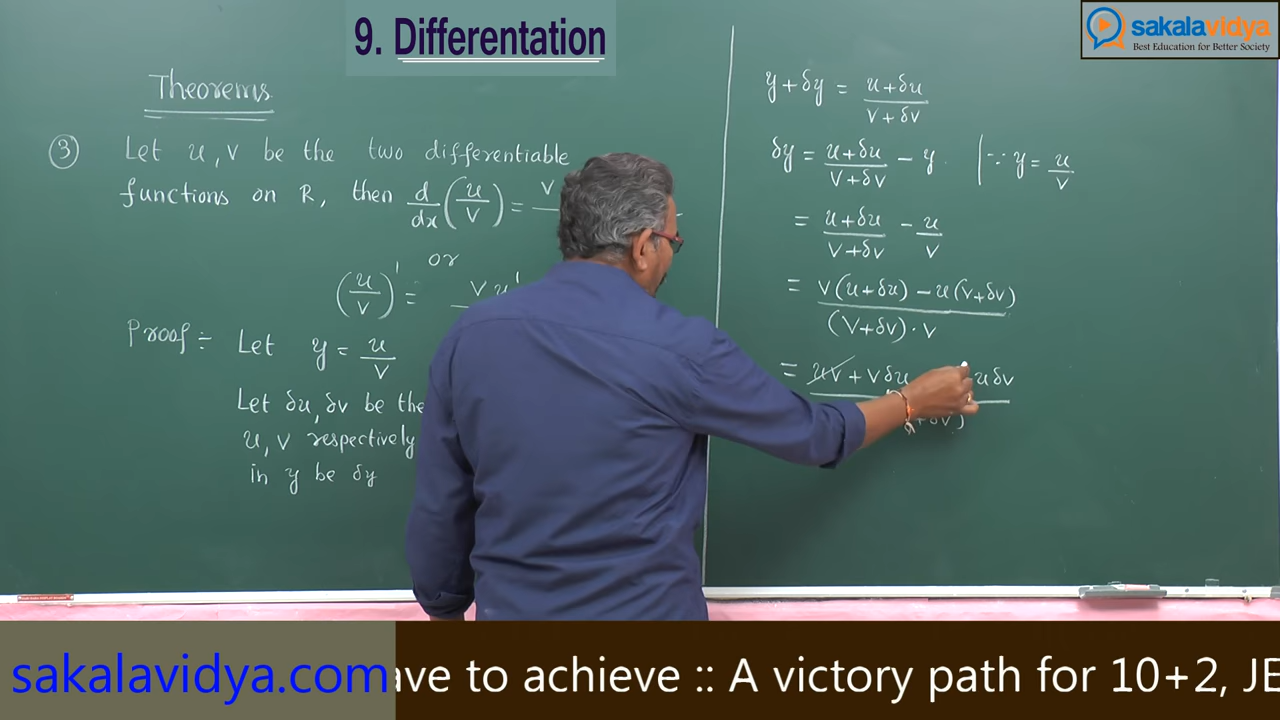 9. Differentation
sakalavidya
Best Education for Better Society
Theorems
③ Let u, v be the two differentiable
functions on R, then d/dx (u/v) = v
or
(u/v)' = v u'
Proof :- Let y = u/v
Let δu, δv be the
u, v respectively
in y be δy
y + δy = (u + δu)/(v + δv)
δy = (u + δu)/(v + δv) - y | ∵ y = u/v
= (u + δu)/(v + δv) - u/v
= (v(u + δu) - u(v + δv))/((v + δv) · v)
= uv + vδu - uδv
+ δv)
sakalavidya.com
ave to achieve :: A victory path for 10+2, JE